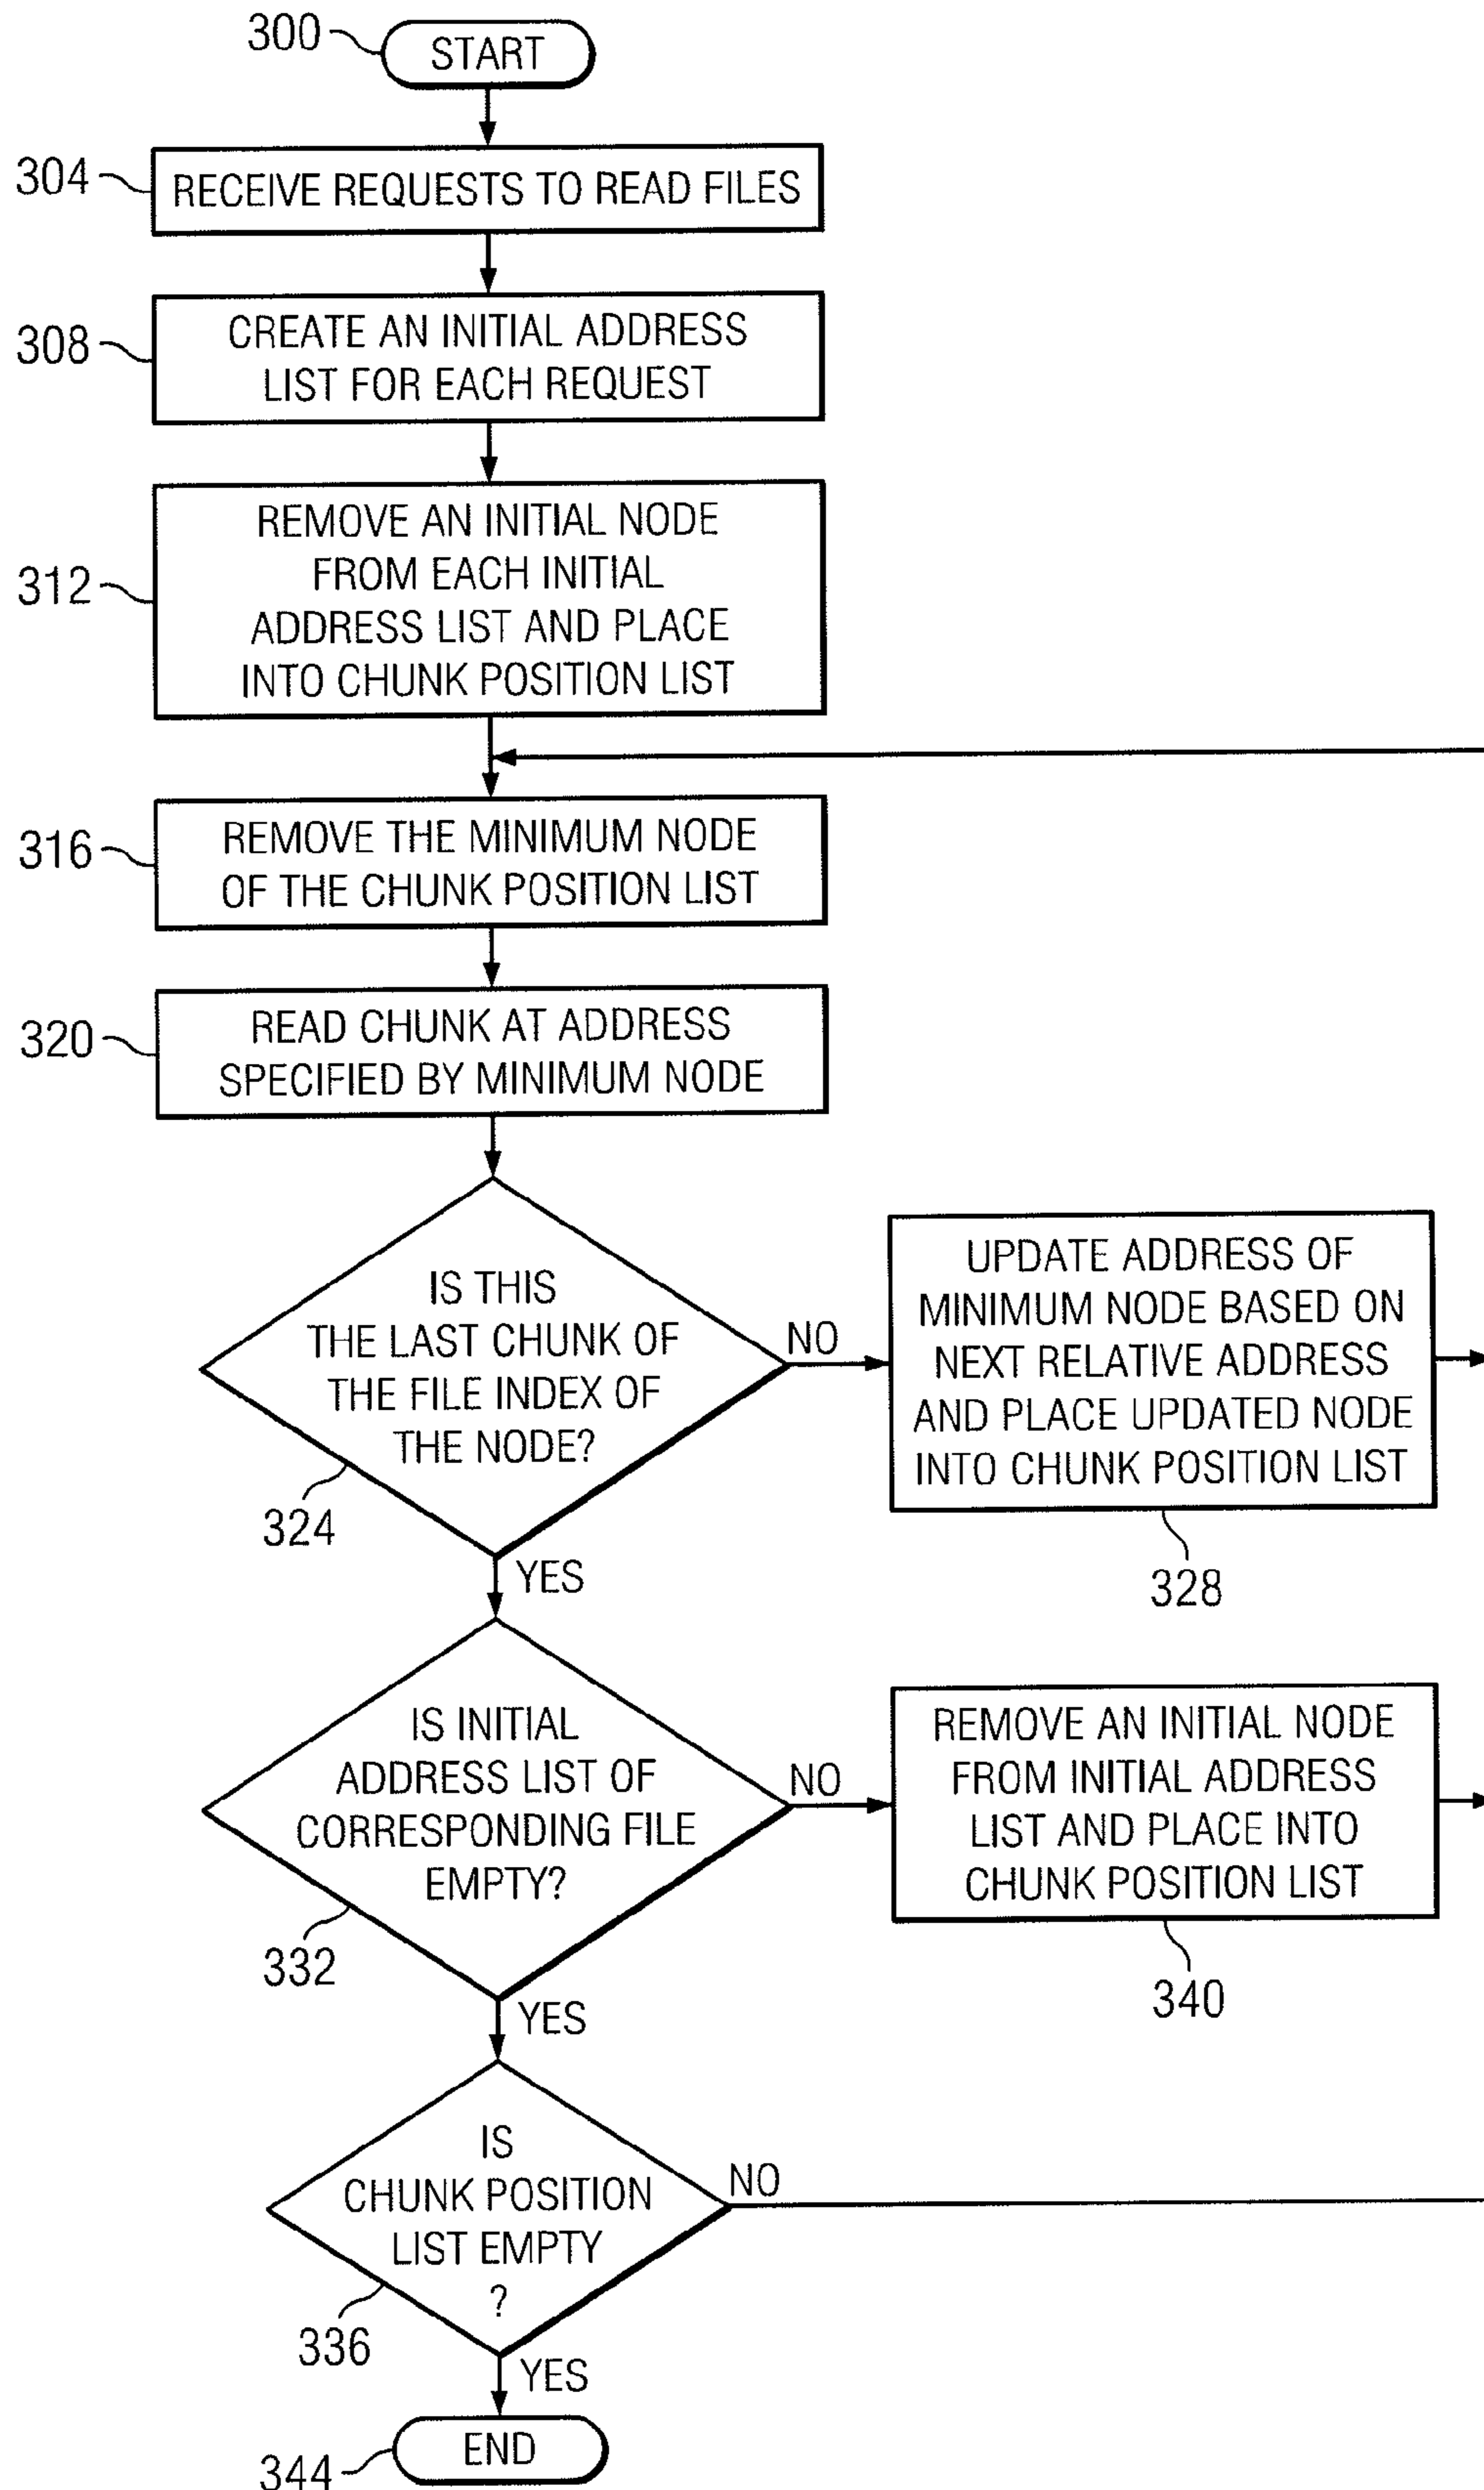 300
START
304
RECEIVE REQUESTS TO READ FILES
308
CREATE AN INITIAL ADDRESS
LIST FOR EACH REQUEST
312
REMOVE AN INITIAL NODE
FROM EACH INITIAL
ADDRESS LIST AND PLACE
INTO CHUNK POSITION LIST
316
REMOVE THE MINIMUM NODE
OF THE CHUNK POSITION LIST
320
READ CHUNK AT ADDRESS
SPECIFIED BY MINIMUM NODE
IS THIS
THE LAST CHUNK OF
THE FILE INDEX OF
THE NODE?
324
NO
UPDATE ADDRESS OF
MINIMUM NODE BASED ON
NEXT RELATIVE ADDRESS
AND PLACE UPDATED NODE
INTO CHUNK POSITION LIST
328
YES
IS INITIAL
ADDRESS LIST OF
CORRESPONDING FILE
EMPTY?
332
NO
REMOVE AN INITIAL NODE
FROM INITIAL ADDRESS
LIST AND PLACE INTO
CHUNK POSITION LIST
340
YES
IS
CHUNK POSITION
LIST EMPTY
?
336
NO
YES
END
344